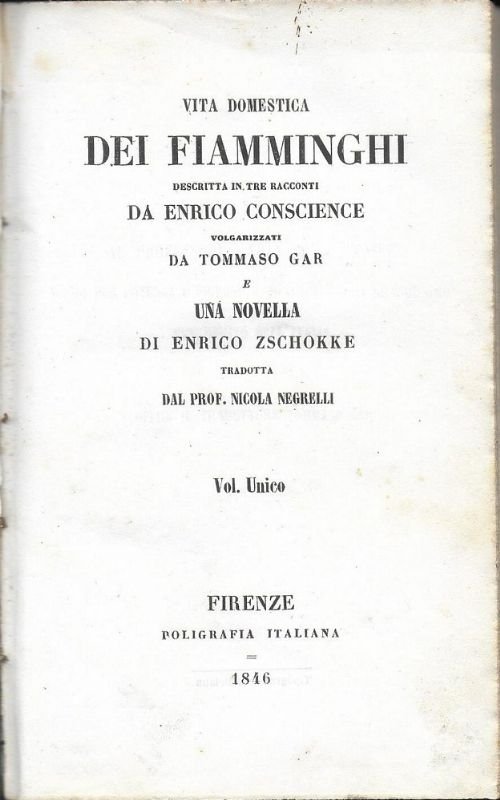 VITA DOMESTICA
DEI FIAMMINGHI
DESCRITTA IN TRE RACCONTI
DA ENRICO CONSCIENCE
VOLGARIZZATI
DA TOMMASO GAR
E
UNA NOVELLA
DI ENRICO ZSCHOKKE
TRADOTTA
DAL PROF. NICOLA NEGRELLI
Vol. Unico
FIRENZE
POLIGRAFIA ITALIANA
=
1846